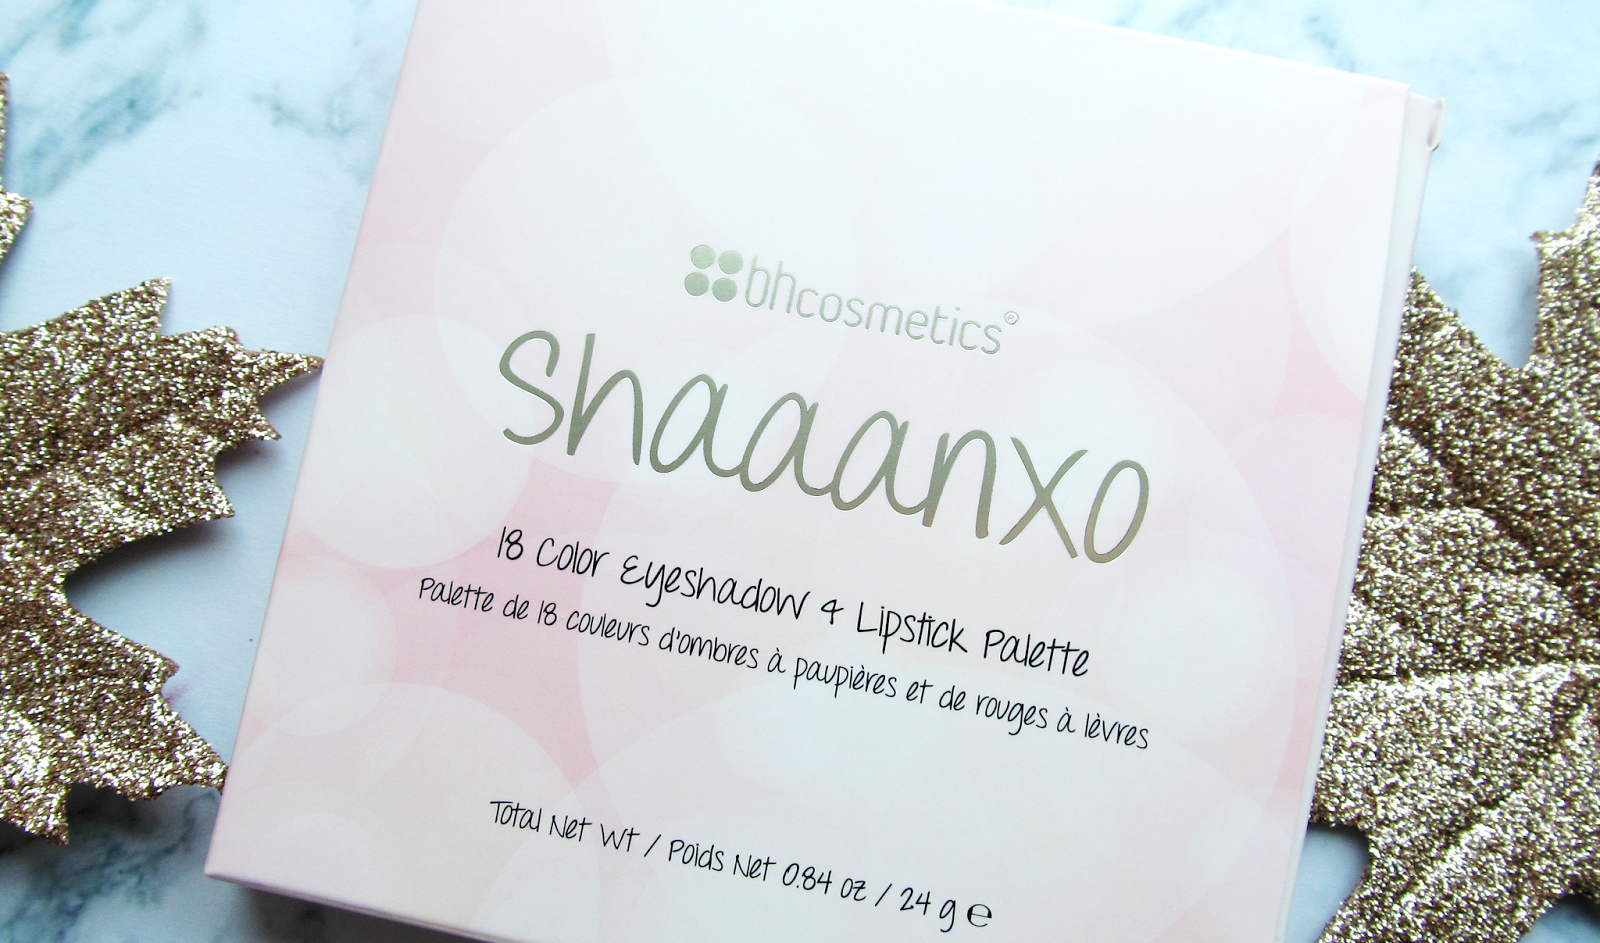 bhcosmetics®
shaaanxo
18 Color Eyeshadow & Lipstick Palette
Palette de 18 couleurs d'ombres à paupières et de rouges à lèvres
Total Net Wt / Poids Net 0.84 oz / 24 g ℮